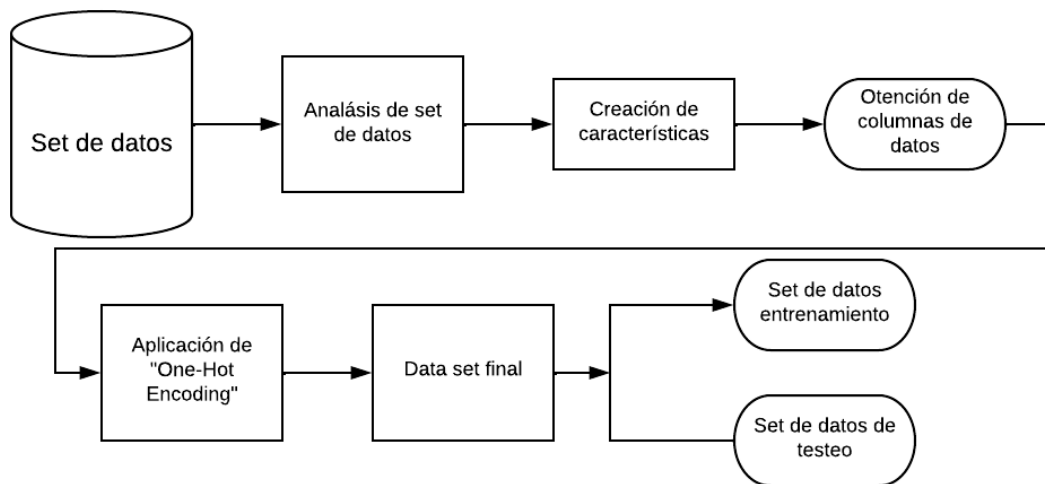 Set de datos
Analásis de set
de datos
Creación de
característícas
Otención de
columnas de
datos
Aplicación de
"One-Hot
Encoding"
Data set final
Set de datos
entrenamiento
Set de datos de
testeo